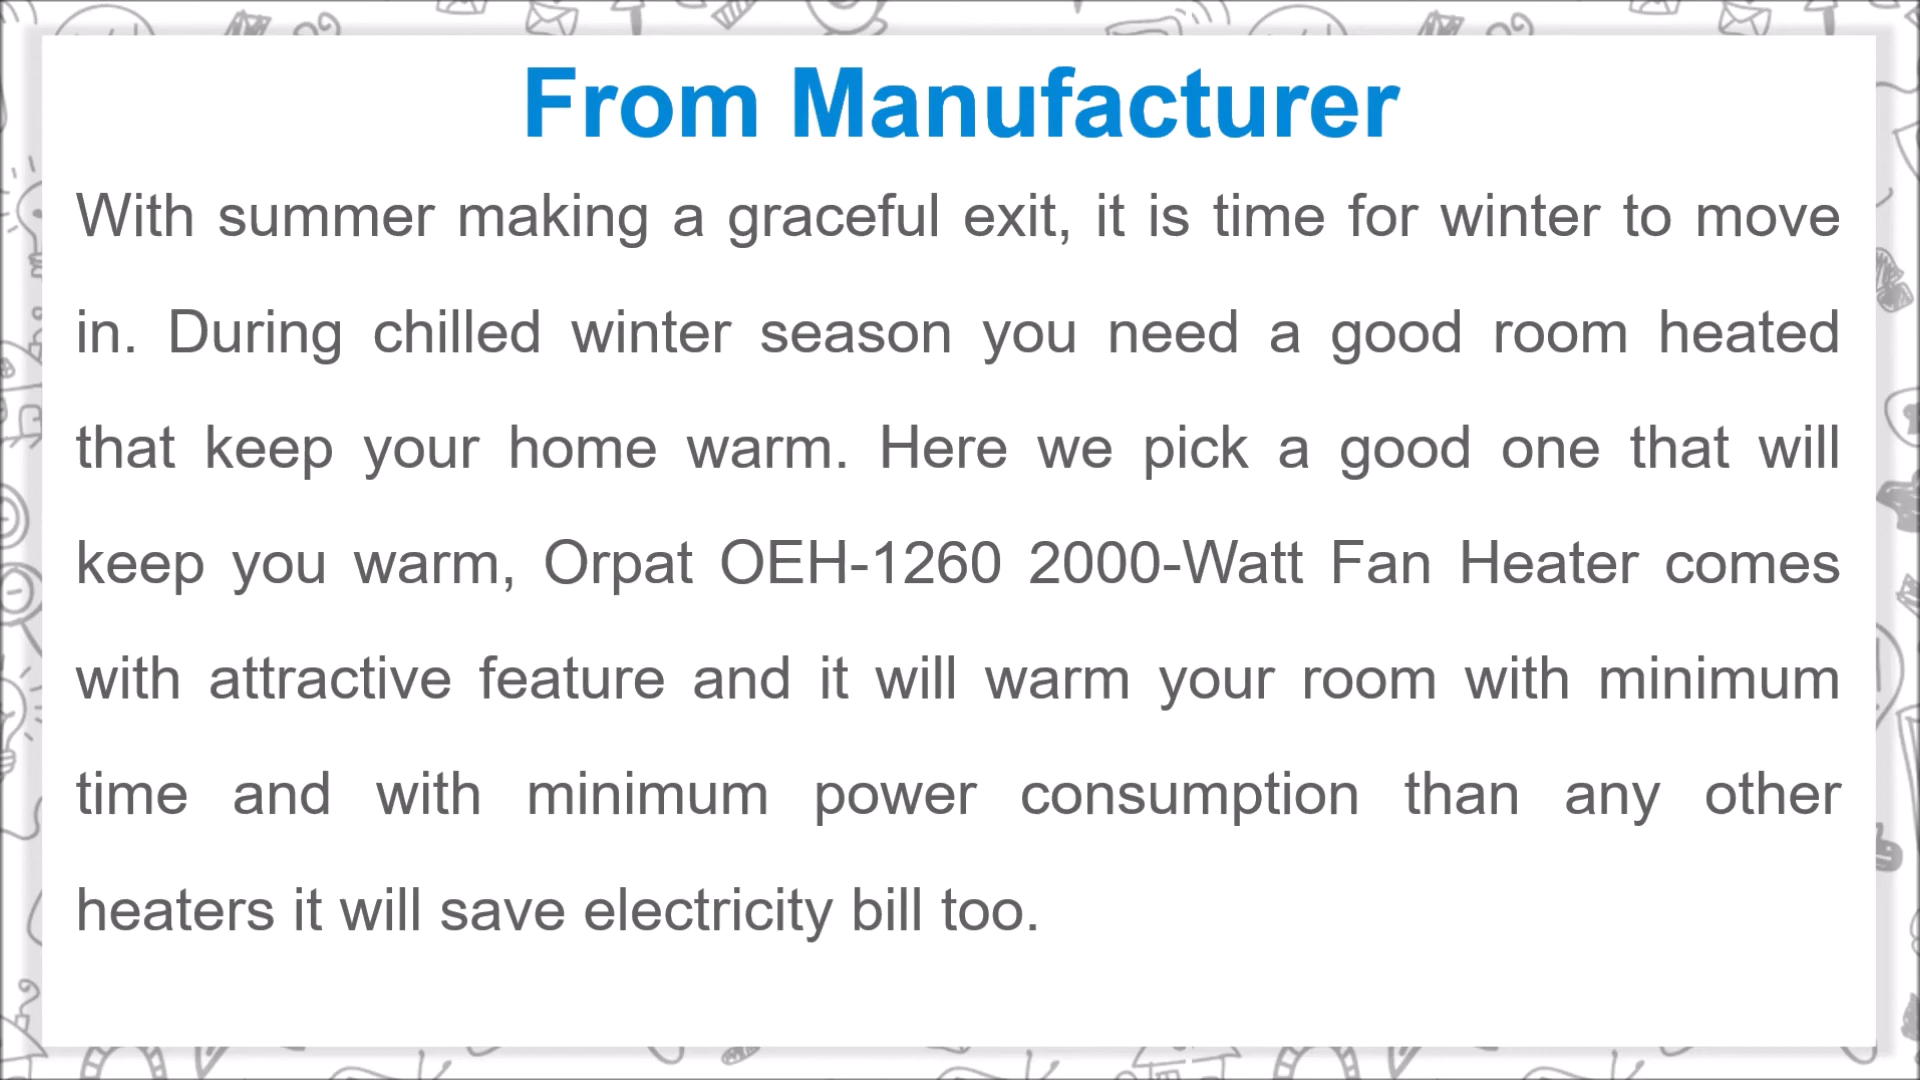 From Manufacturer
With summer making a graceful exit, it is time for winter to move
in. During chilled winter season you need a good room heated
that keep your home warm. Here we pick a good one that will
keep you warm, Orpat OEH-1260 2000-Watt Fan Heater comes
with attractive feature and it will warm your room with minimum
time and with minimum power consumption than any other
heaters it will save electricity bill too.